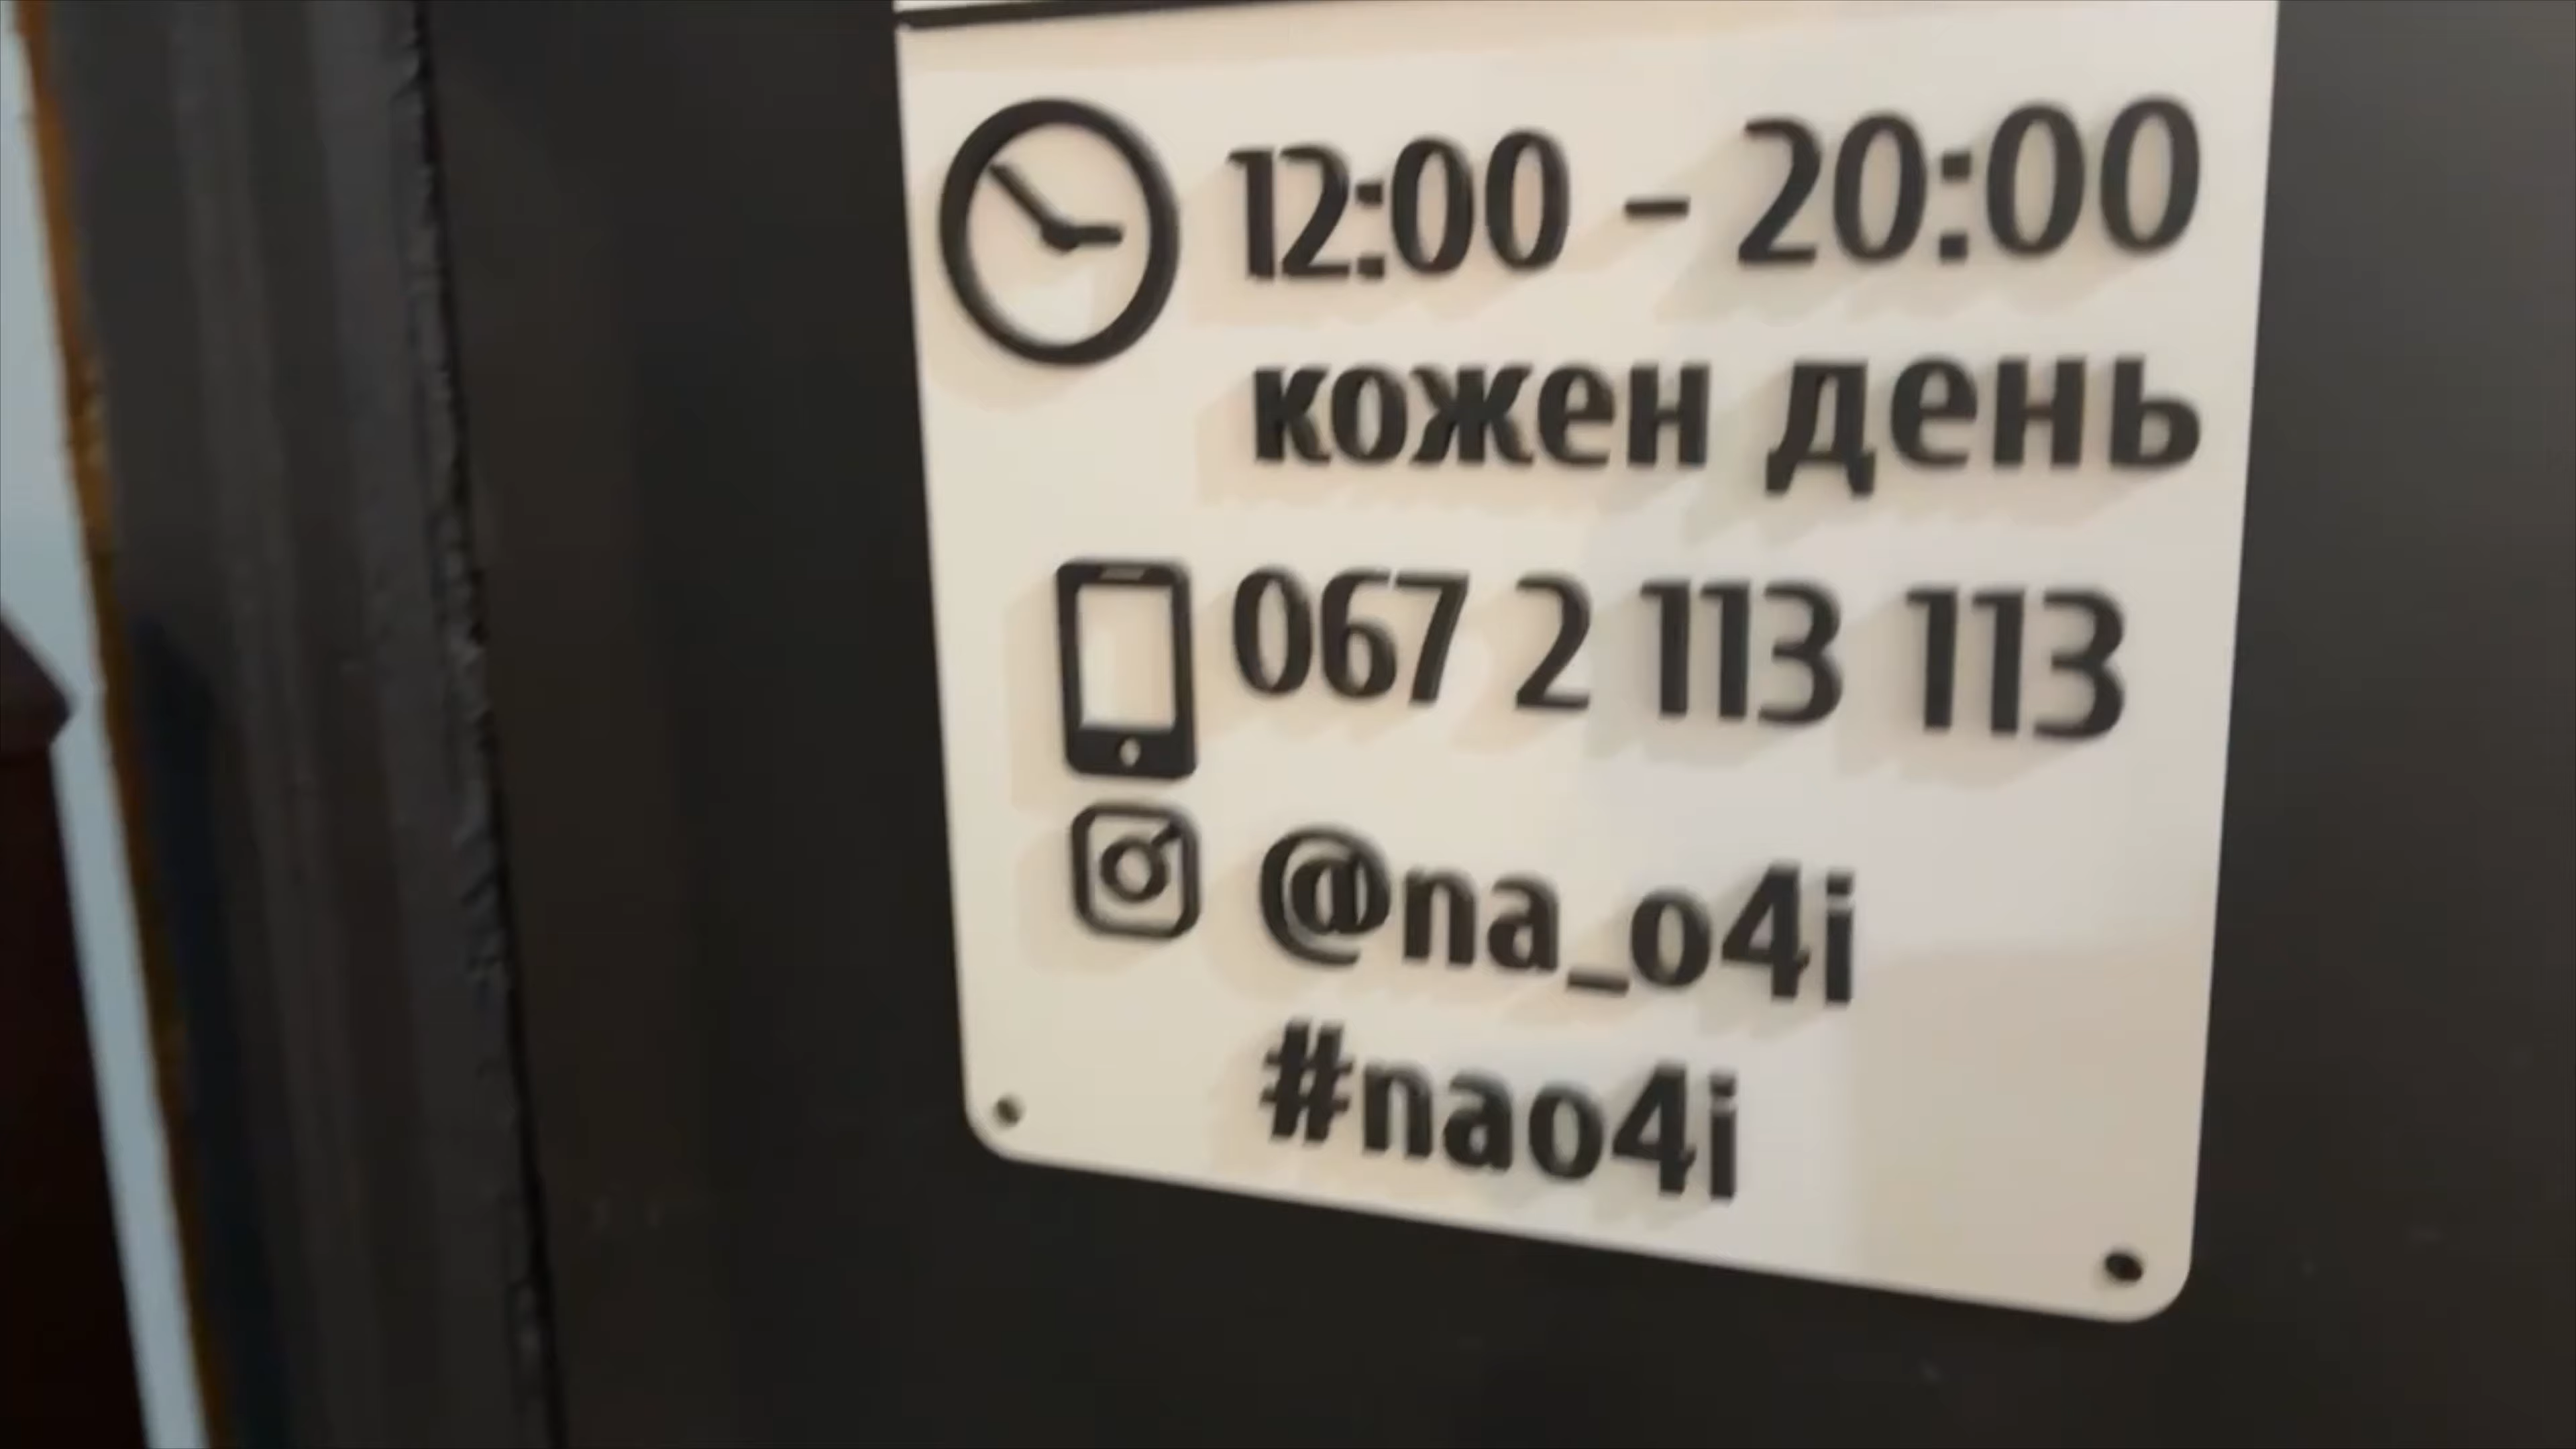 12:00 - 20:00
кожен день
067 2 113 113
@na_o4i
#nao4i